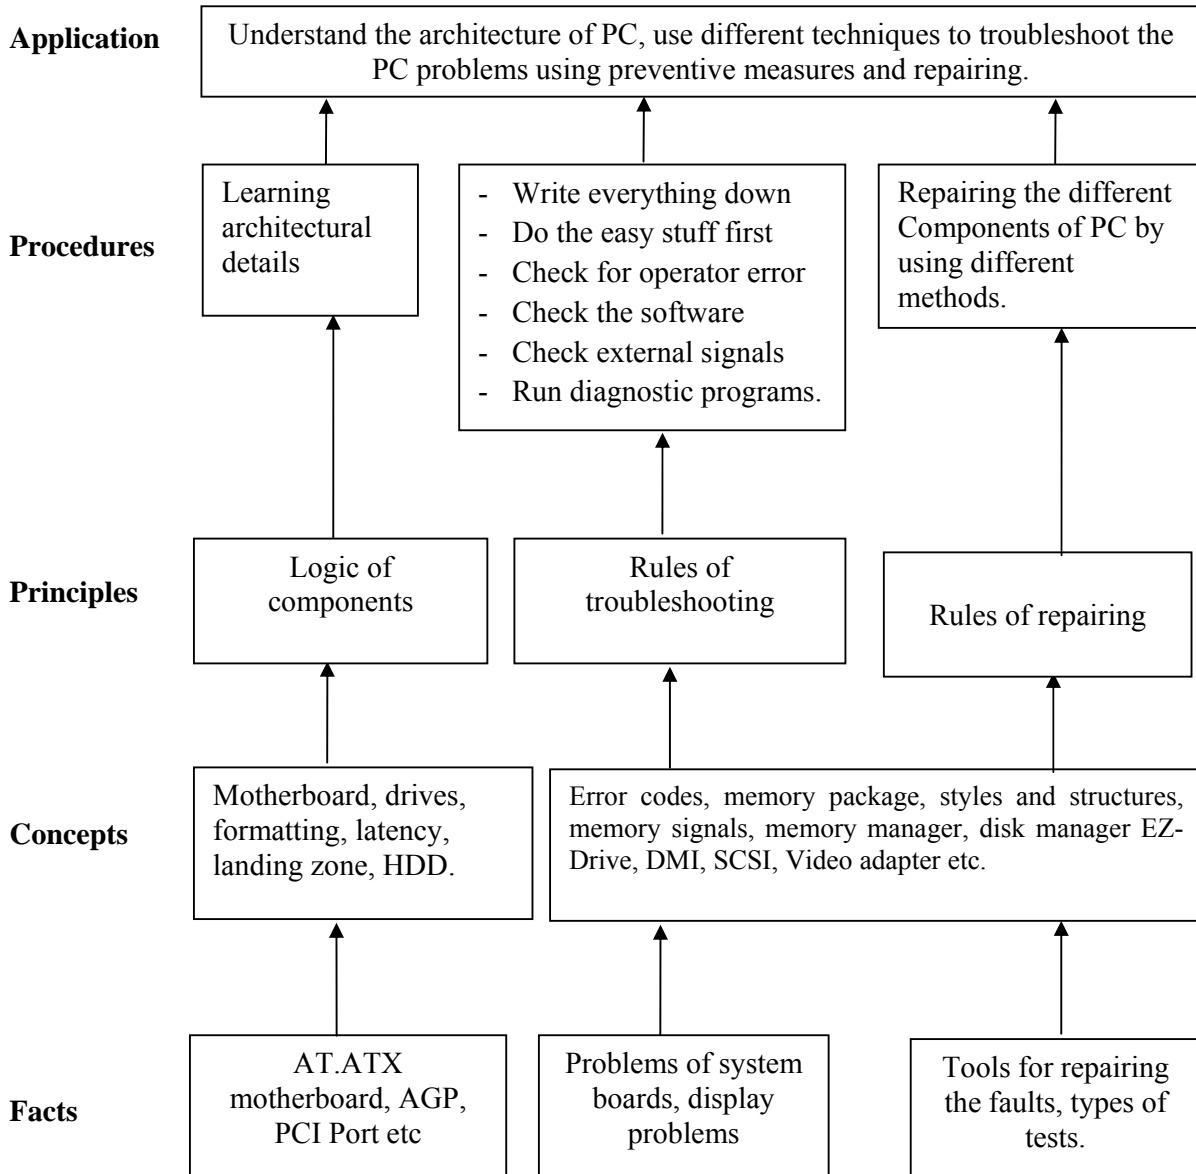 Application
Understand the architecture of PC, use different techniques to troubleshoot the
PC problems using preventive measures and repairing.
Procedures
Learning
architectural
details
- Write everything down
- Do the easy stuff first
- Check for operator error
- Check the software
- Check external signals
- Run diagnostic programs.
Repairing the different
Components of PC by
using different
methods.
Principles
Logic of
components
Rules of
troubleshooting
Rules of repairing
Concepts
Motherboard, drives,
formatting, latency,
landing zone, HDD.
Error codes, memory package, styles and structures,
memory signals, memory manager, disk manager EZ-
Drive, DMI, SCSI, Video adapter etc.
Facts
AT.ATX
motherboard, AGP,
PCI Port etc
Problems of system
boards, display
problems
Tools for repairing
the faults, types of
tests.